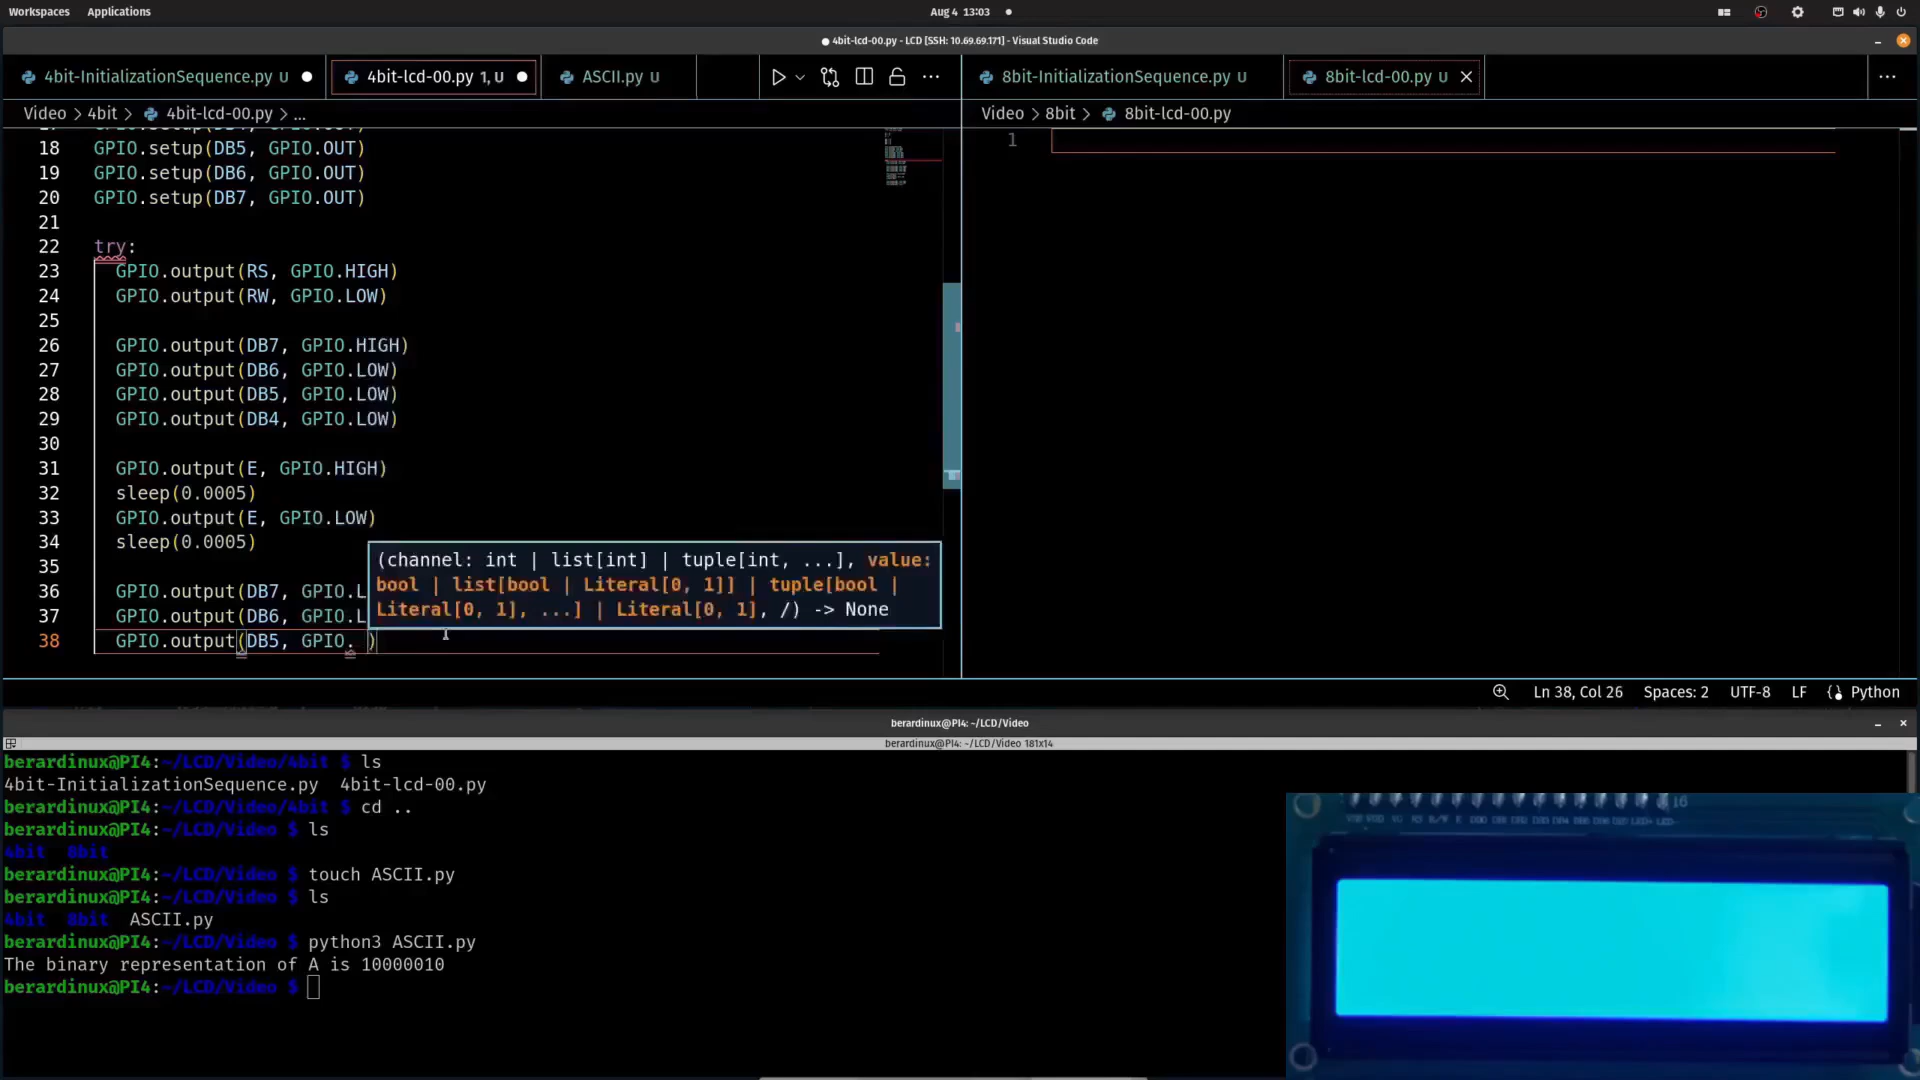 Workspaces Applications Aug 4 13:03
4bit-lcd-00.py - LCD [SSH: 10.69.69.171] - Visual Studio Code
4bit-InitializationSequence.py U 4bit-lcd-00.py 1, U ASCII.py U
8bit-InitializationSequence.py U 8bit-lcd-00.py U
Video > 4bit > 4bit-lcd-00.py > ...
Video > 8bit > 8bit-lcd-00.py
1
18 GPIO.setup(DB5, GPIO.OUT)
19 GPIO.setup(DB6, GPIO.OUT)
20 GPIO.setup(DB7, GPIO.OUT)
21
22 try:
23 GPIO.output(RS, GPIO.HIGH)
24 GPIO.output(RW, GPIO.LOW)
25
26 GPIO.output(DB7, GPIO.HIGH)
27 GPIO.output(DB6, GPIO.LOW)
28 GPIO.output(DB5, GPIO.LOW)
29 GPIO.output(DB4, GPIO.LOW)
30
31 GPIO.output(E, GPIO.HIGH)
32 sleep(0.0005)
33 GPIO.output(E, GPIO.LOW)
34 sleep(0.0005)
35
36 GPIO.output(DB7, GPIO.L
37 GPIO.output(DB6, GPIO.L
38 GPIO.output(DB5, GPIO. )
(channel: int | list[int] | tuple[int, ...], value:
bool | list[bool | Literal[0, 1]] | tuple[bool |
Literal[0, 1], ...] | Literal[0, 1], /) -> None
Ln 38, Col 26 Spaces: 2 UTF-8 LF Python
berardinux@PI4: ~/LCD/Video
berardinux@PI4: ~/LCD/Video 181x14
berardinux@PI4:~/LCD/Video/4bit $ ls
4bit-InitializationSequence.py 4bit-lcd-00.py
berardinux@PI4:~/LCD/Video/4bit $ cd ..
berardinux@PI4:~/LCD/Video $ ls
4bit 8bit
berardinux@PI4:~/LCD/Video $ touch ASCII.py
berardinux@PI4:~/LCD/Video $ ls
4bit 8bit ASCII.py
berardinux@PI4:~/LCD/Video $ python3 ASCII.py
The binary representation of A is 10000010
berardinux@PI4:~/LCD/Video $
16